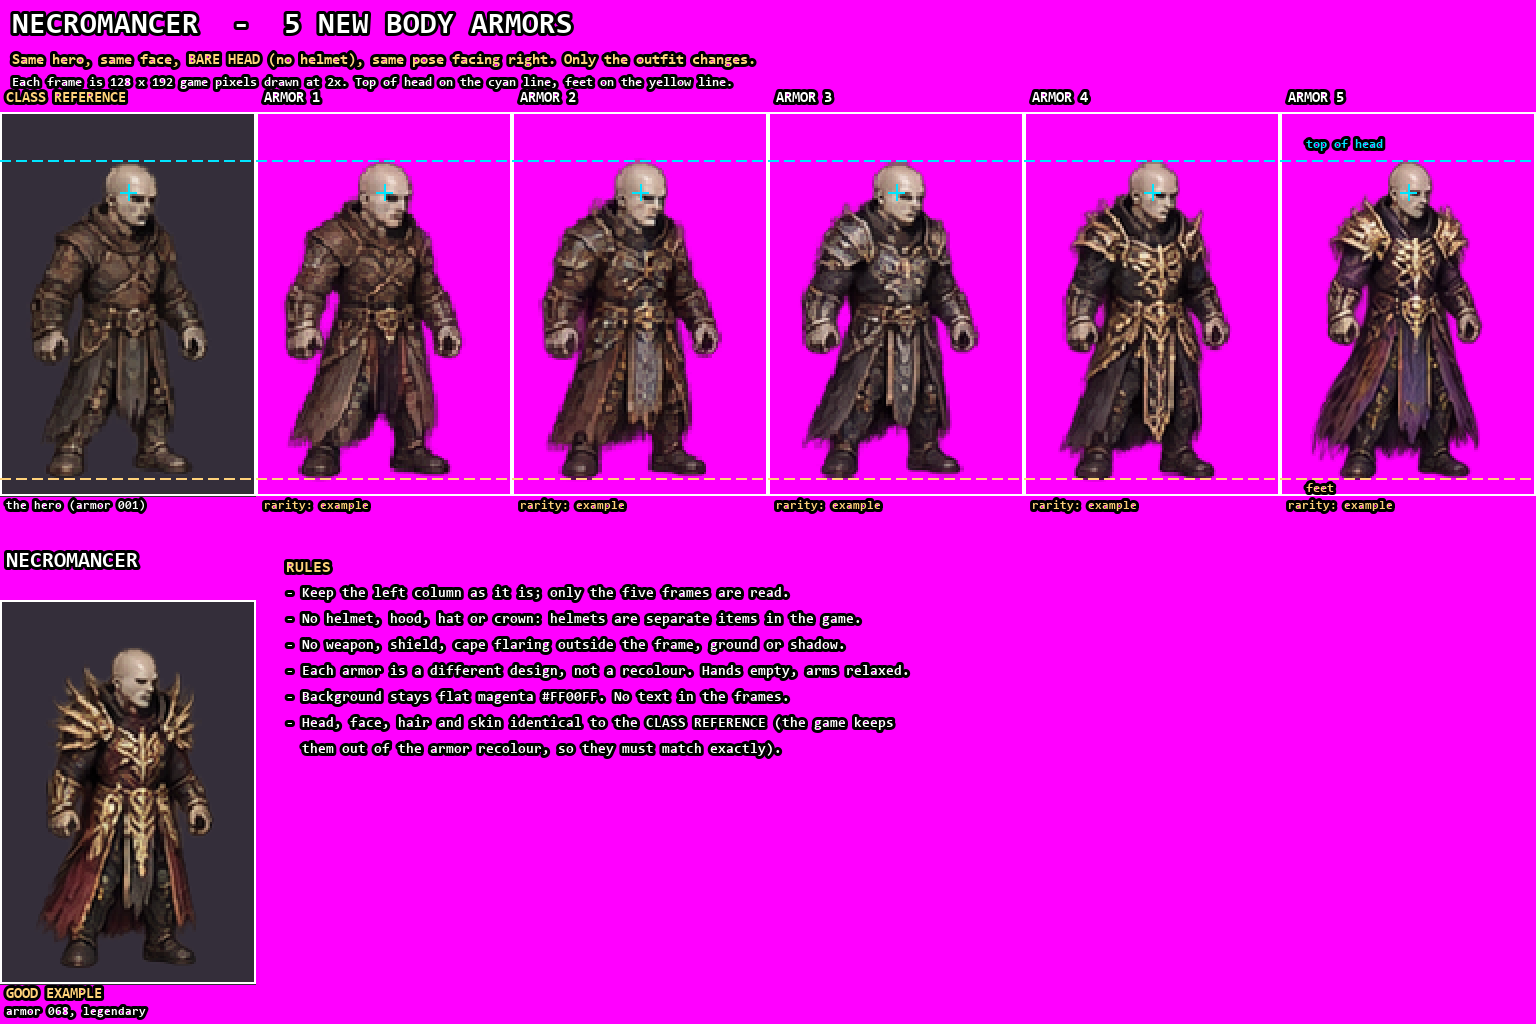 NECROMANCER - 5 NEW BODY ARMORS
Same hero, same face, BARE HEAD (no helmet), same pose facing right. Only the outfit changes.
Each frame is 128 x 192 game pixels drawn at 2x. Top of head on the cyan line, feet on the yellow line.
CLASS REFERENCE
ARMOR 1
ARMOR 2
ARMOR 3
ARMOR 4
ARMOR 5
top of head
feet
the hero (armor 001)
rarity: example
rarity: example
rarity: example
rarity: example
rarity: example
NECROMANCER
RULES
- Keep the left column as it is; only the five frames are read.
- No helmet, hood, hat or crown: helmets are separate items in the game.
- No weapon, shield, cape flaring outside the frame, ground or shadow.
- Each armor is a different design, not a recolour. Hands empty, arms relaxed.
- Background stays flat magenta #FF00FF. No text in the frames.
- Head, face, hair and skin identical to the CLASS REFERENCE (the game keeps
them out of the armor recolour, so they must match exactly).
GOOD EXAMPLE
armor 068, legendary